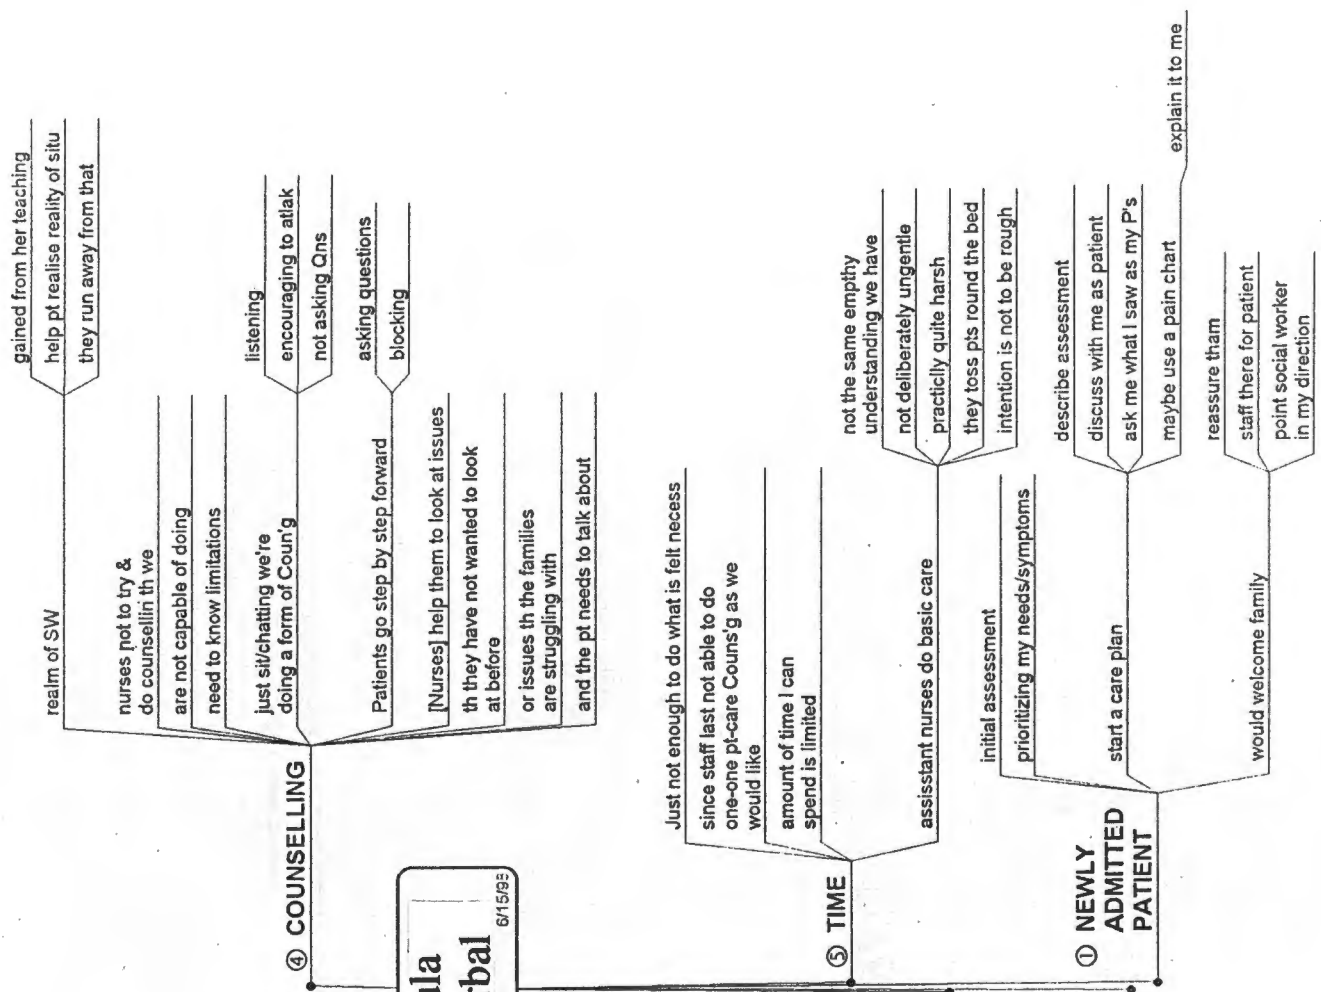 ④ COUNSELLING
realm of SW
gained from her teaching
help pt realise reality of situ
they run away from that
nurses not to try &
do counsellin th we
are not capable of doing
need to know limitations
just sit/chatting we're
doing a form of Coun'g
listening
encouraging to atlak
not asking Qns
Patients go step by step forward
asking questions
blocking
[Nurses] help them to look at issues
th they have not wanted to look
at before
or issues th the families
are struggling with
and the pt needs to talk about
ula
rbal
6/15/95
⑤ TIME
Just not enough to do what is felt necess
since staff last not able to do
one-one pt-care Couns'g as we
would like
amount of time I can
spend is limited
assisstant nurses do basic care
not the same empthy
understanding we have
not deliberately ungentle
practiclly quite harsh
they toss pts round the bed
intention is not to be rough
① NEWLY
ADMITTED
PATIENT
initial assessment
prioritizing my needs/symptoms
start a care plan
describe assessment
discuss with me as patient
ask me what I saw as my P's
maybe use a pain chart
explain it to me
would welcome family
reassure tham
staff there for patient
point social worker
in my direction